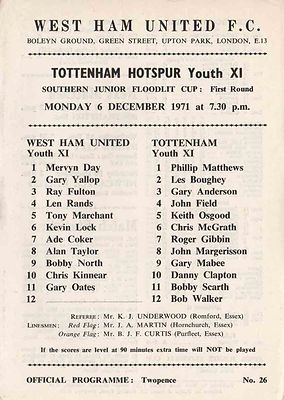 WEST HAM UNITED F.C.
BOLEYN GROUND, GREEN STREET, UPTON PARK, LONDON, E.13
TOTTENHAM HOTSPUR Youth XI
SOUTHERN JUNIOR FLOODLIT CUP: First Round
MONDAY 6 DECEMBER 1971 at 7.30 p.m.
WEST HAM UNITED
Youth XI
1 Mervyn Day
2 Gary Yallop
3 Ray Fulton
4 Len Rands
5 Tony Marchant
6 Kevin Lock
7 Ade Coker
8 Alan Taylor
9 Bobby North
10 Chris Kinnear
11 Gary Oates
12
TOTTENHAM
Youth XI
1 Phillip Matthews
2 Les Boughey
3 Gary Anderson
4 John Field
5 Keith Osgood
6 Chris McGrath
7 Roger Gibbin
8 John Margerisson
9 Gary Mabee
10 Danny Clapton
11 Bobby Scarth
12 Bob Walker
REFEREE: Mr. K. J. UNDERWOOD (Romford, Essex)
LINESMEN: Red Flag: Mr. J. A. MARTIN (Hornchurch, Essex)
Orange Flag: Mr. B. J. F. CURTIS (Purfleet, Essex)
If the scores are level at 90 minutes extra time will NOT be played
OFFICIAL PROGRAMME: Twopence No. 26